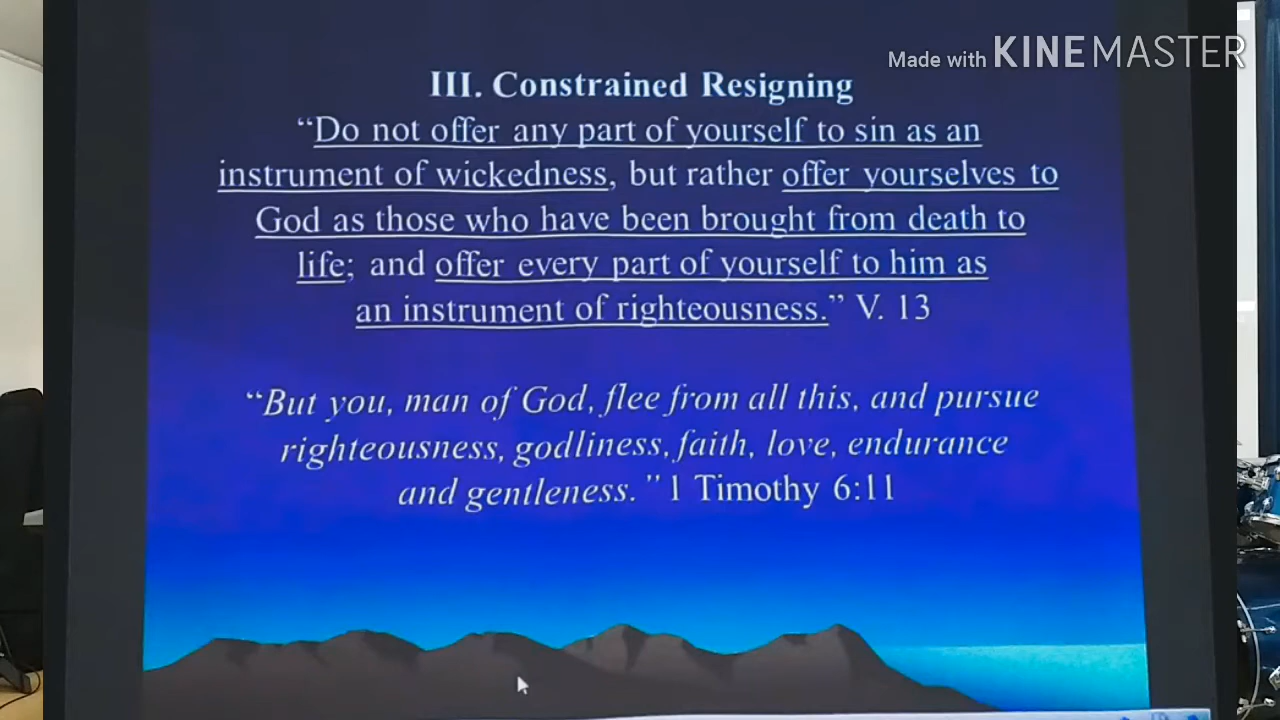 Made with KINEMASTER
III. Constrained Resigning
“Do not offer any part of yourself to sin as an
instrument of wickedness, but rather offer yourselves to
God as those who have been brought from death to
life; and offer every part of yourself to him as
an instrument of righteousness.” V. 13
“But you, man of God, flee from all this, and pursue
righteousness, godliness, faith, love, endurance
and gentleness. ” 1 Timothy 6:11